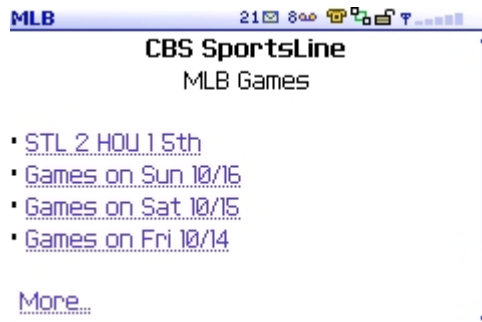 MLB 21 8
CBS SportsLine
MLB Games
STL 2 HOU 1 5th
Games on Sun 10/16
Games on Sat 10/15
Games on Fri 10/14
More...